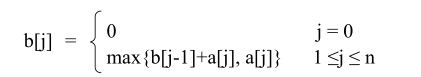 0 j = 0
b[j] =
max{b[j-1]+a[j], a[j]} 1 ≤j ≤ n